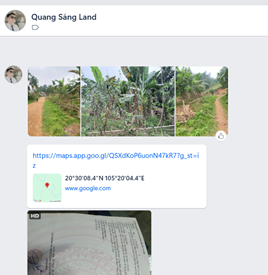 Quang Sáng Land
https://maps.app.goo.gl/QSXdKoP6uonN47kR7?g_st=i
z
20°30'08.4"N 105°20'04.4"E
www.google.com
HD